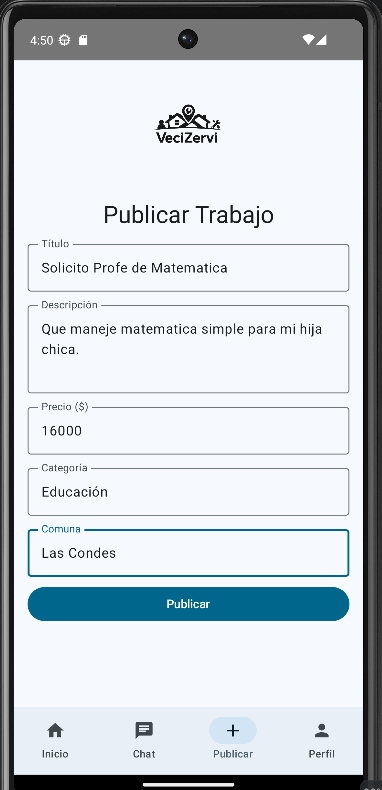 4:50
VeciZervi
Publicar Trabajo
Título
Solicito Profe de Matematica
Descripción
Que maneje matematica simple para mi hija
chica.
Precio ($)
16000
Categoría
Educación
Comuna
Las Condes
Publicar
Inicio
Chat
Publicar
Perfil